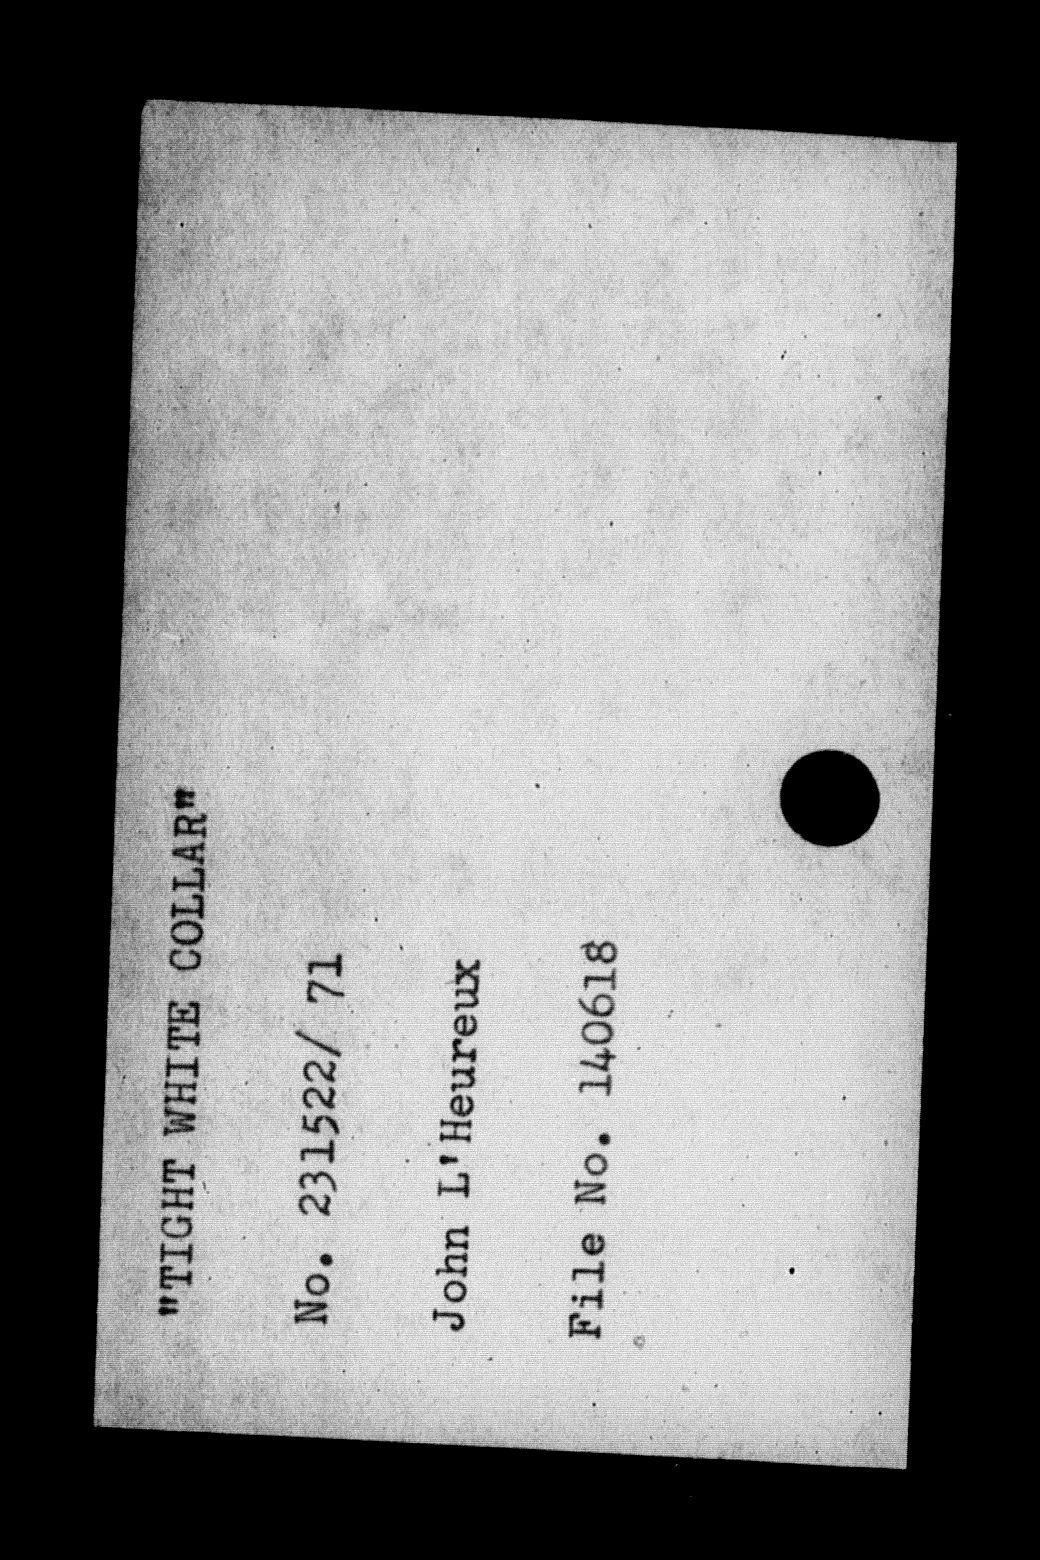 "TIGHT WHITE COLLAR"
No. 231522/ 71
John L'Heureux
File No. 140618